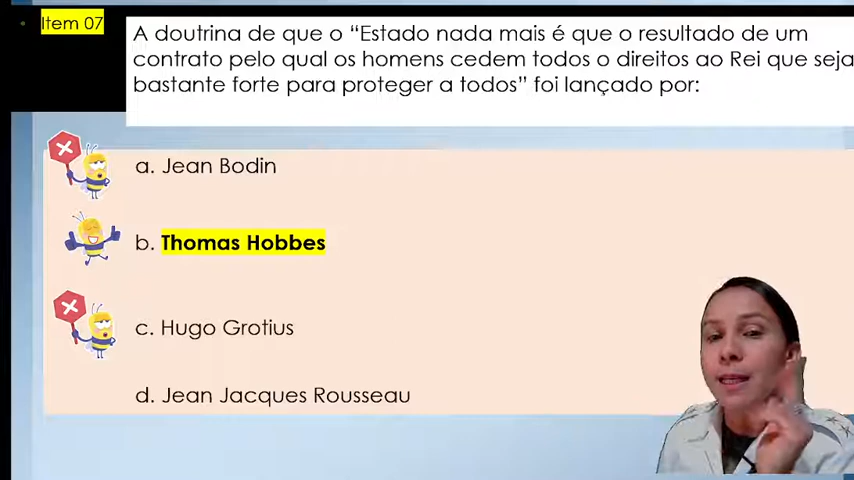 Item 07
A doutrina de que o “Estado nada mais é que o resultado de um
contrato pelo qual os homens cedem todos o direitos ao Rei que seja
bastante forte para proteger a todos” foi lançado por:
a. Jean Bodin
b. Thomas Hobbes
c. Hugo Grotius
d. Jean Jacques Rousseau